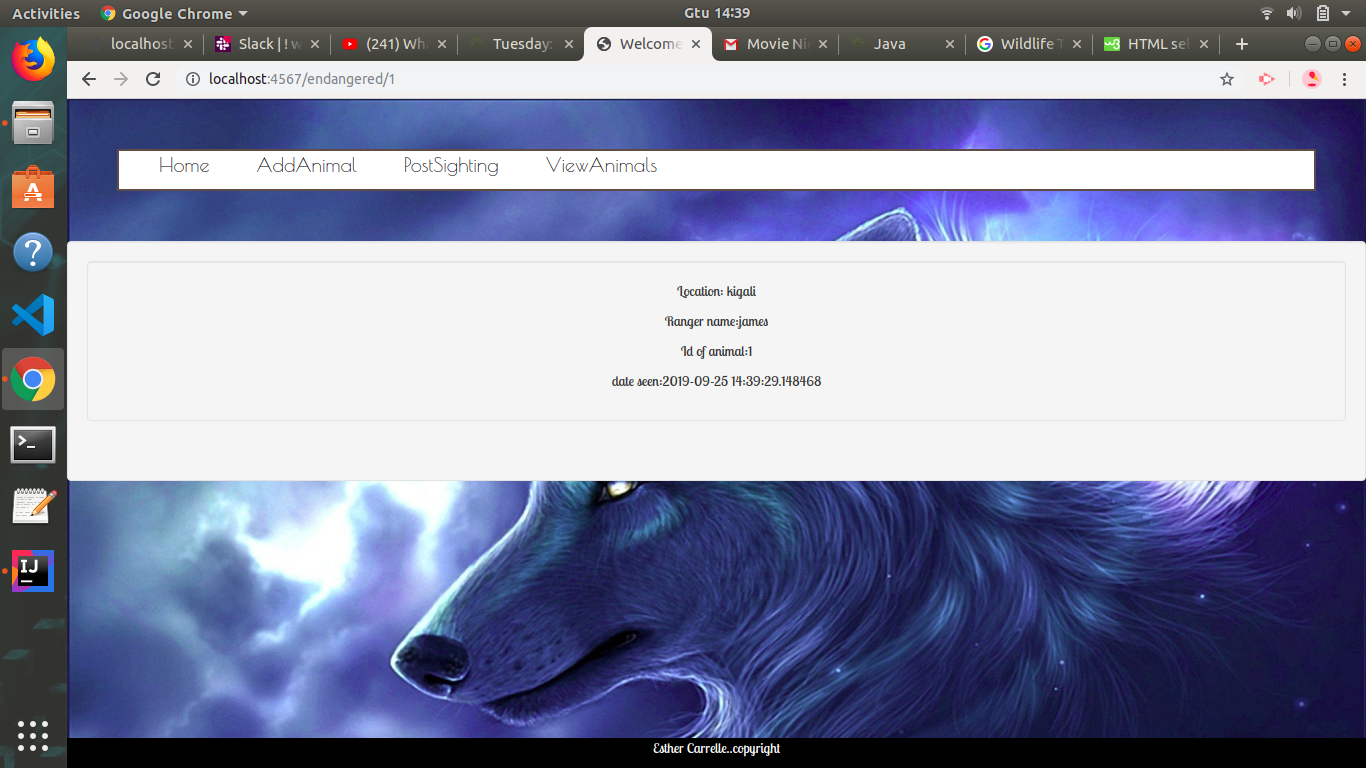 Activities Google Chrome Gtu 14:39
localhost Slack | ! w (241) Wha Tuesday: Welcome Movie Ni Java Wildlife T HTML sel
localhost:4567/endangered/1
Home AddAnimal PostSighting ViewAnimals
Location: kigali
Ranger name:james
Id of animal:1
date seen:2019-09-25 14:39:29.148468
IJ
Esther Carrelle..copyright